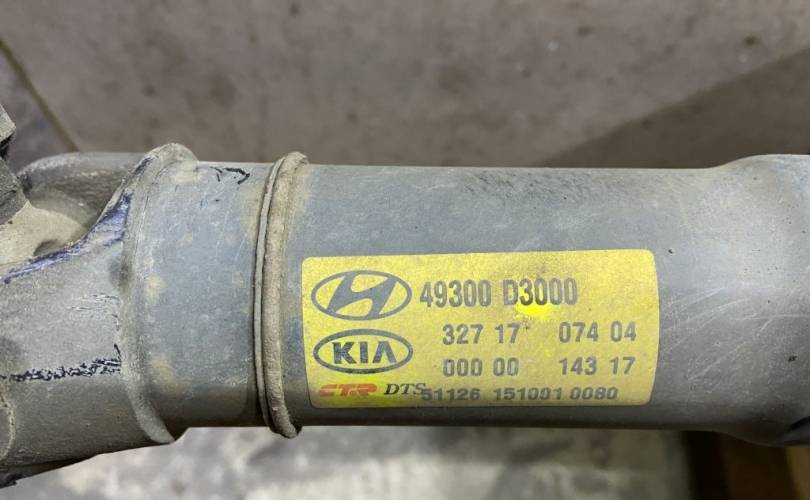 49300 D3000
327 17 074 04
KIA
000 00 143 17
CTR DTS 51126 151001 0080